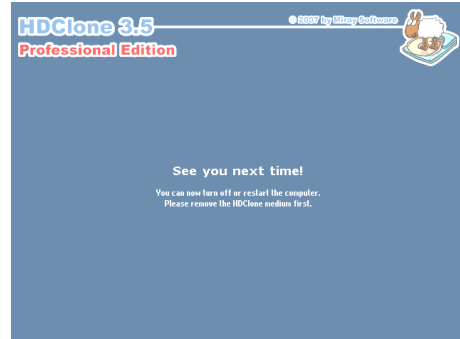 HDClone 3.5
© 2007 by Miray Software
Professional Edition
See you next time!
You can now turn off or restart the computer.
Please remove the HDClone medium first.